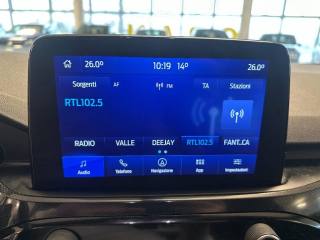 26.0° 10:19 14° 26.0°
Sorgenti AF FM TA Stazioni
RTL102.5
RADIO VALLE DEEJAY RTL102.5 FANT.CA
Audio Telefono Navigazione App Impostazioni